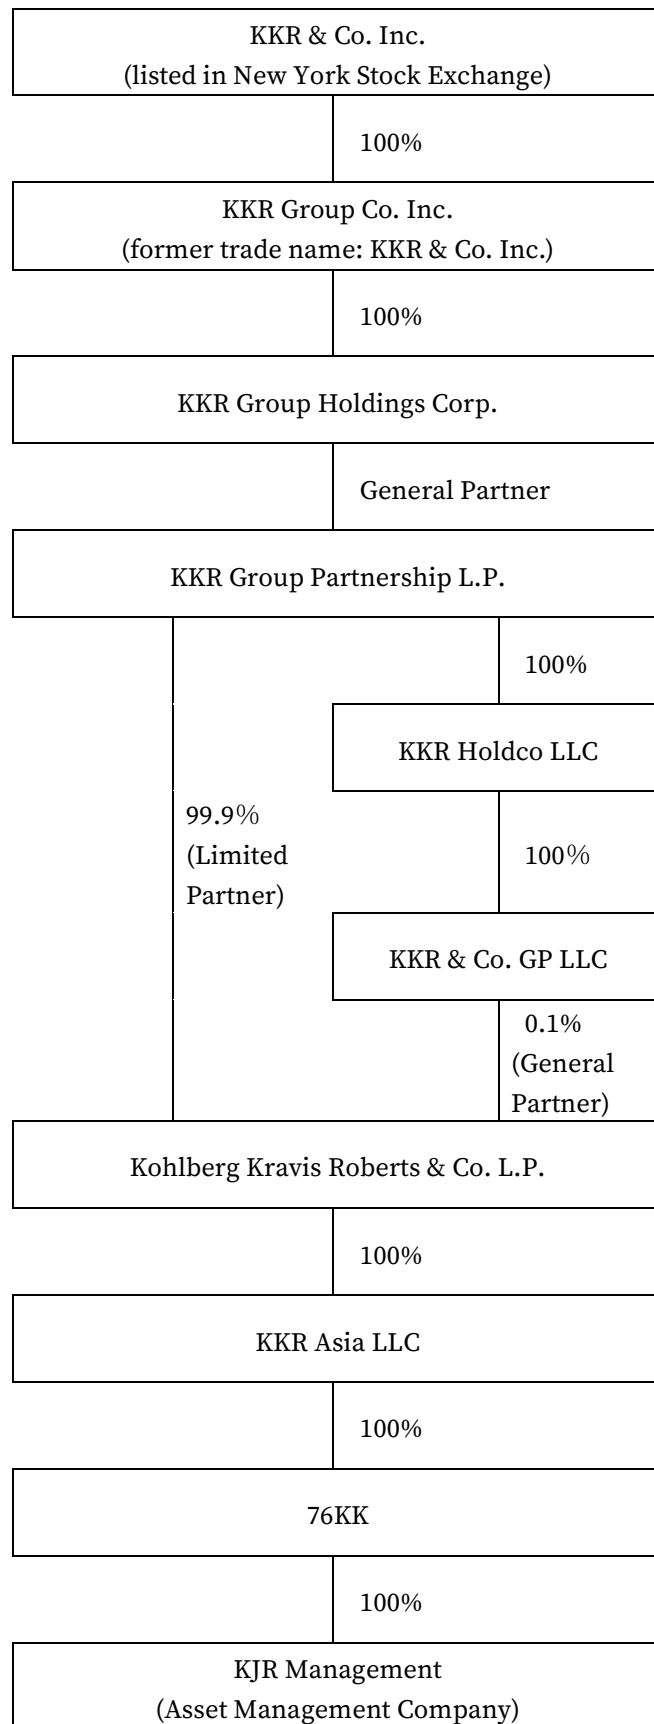 KKR & Co. Inc.
(listed in New York Stock Exchange)
100%
KKR Group Co. Inc.
(former trade name: KKR & Co. Inc.)
100%
KKR Group Holdings Corp.
General Partner
KKR Group Partnership L.P.
100%
KKR Holdco LLC
99.9%
(Limited
Partner)
100%
KKR & Co. GP LLC
0.1%
(General
Partner)
Kohlberg Kravis Roberts & Co. L.P.
100%
KKR Asia LLC
100%
76KK
100%
KJR Management
(Asset Management Company)